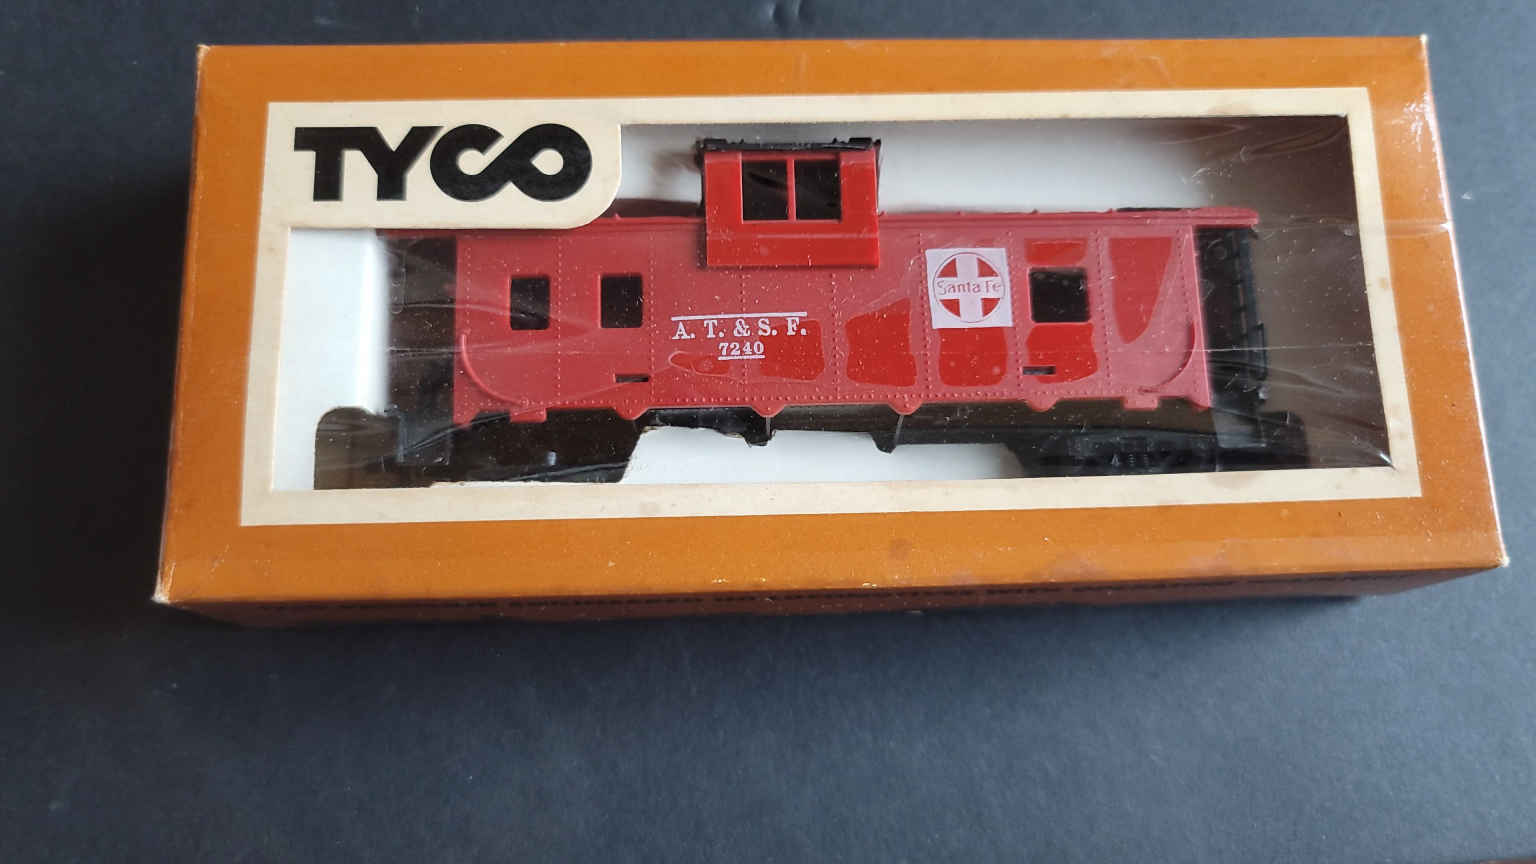 TYCO
Santa Fe
A. T. & S. F.
7240